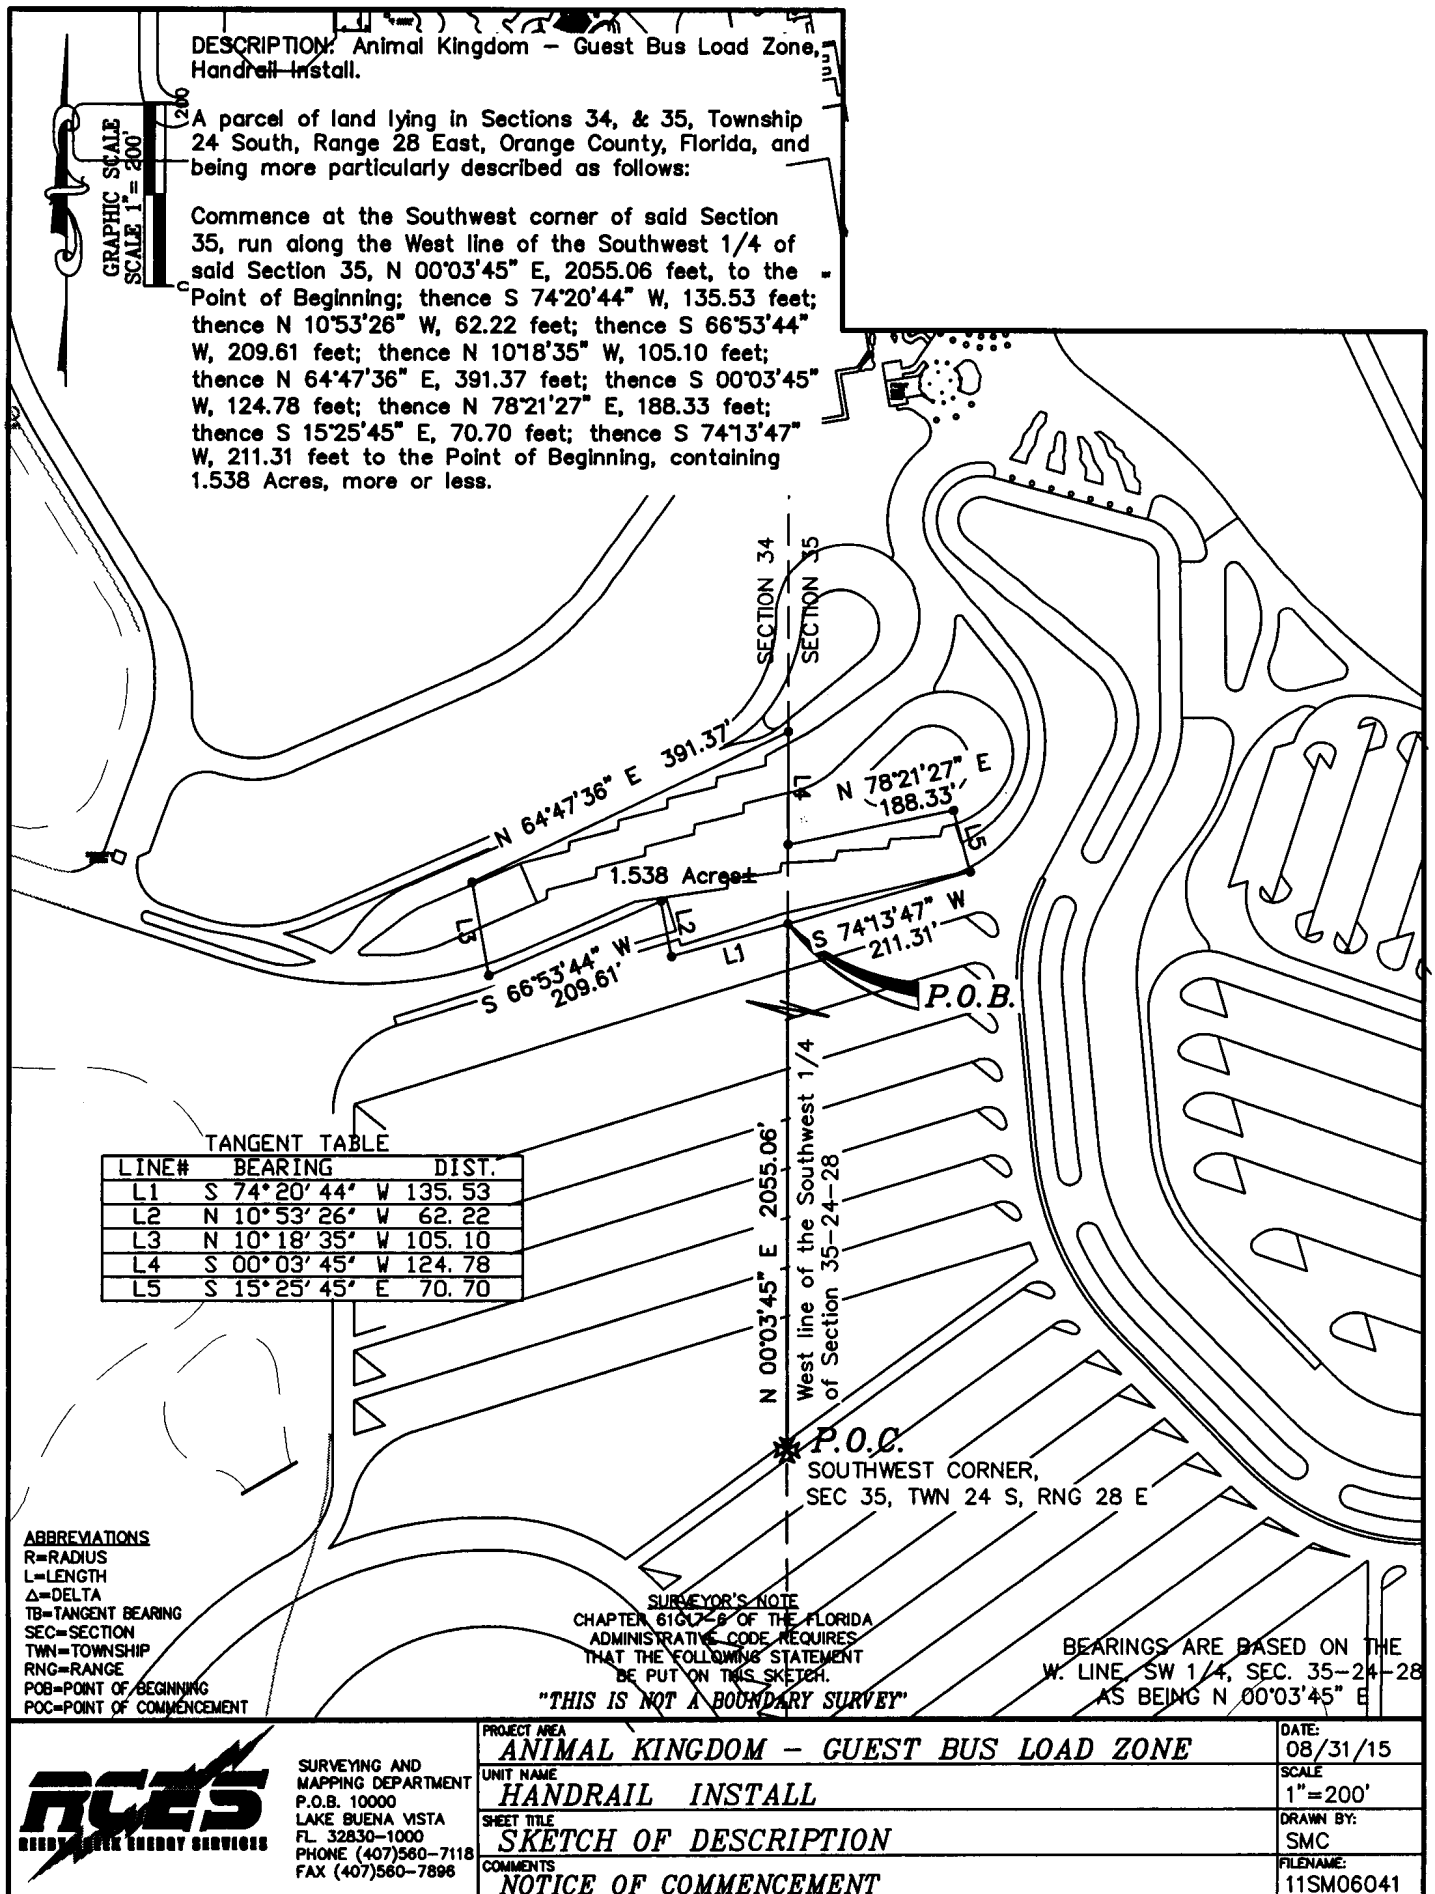 DESCRIPTION: Animal Kingdom – Guest Bus Load Zone,
Handrail Install.
A parcel of land lying in Sections 34, & 35, Township
24 South, Range 28 East, Orange County, Florida, and
being more particularly described as follows:
Commence at the Southwest corner of said Section
35, run along the West line of the Southwest 1/4 of
said Section 35, N 00°03'45" E, 2055.06 feet, to the
Point of Beginning; thence S 74°20'44" W, 135.53 feet;
thence N 10°53'26" W, 62.22 feet; thence S 66°53'44"
W, 209.61 feet; thence N 10°18'35" W, 105.10 feet;
thence N 64°47'36" E, 391.37 feet; thence S 00°03'45"
W, 124.78 feet; thence N 78°21'27" E, 188.33 feet;
thence S 15°25'45" E, 70.70 feet; thence S 74°13'47"
W, 211.31 feet to the Point of Beginning, containing
1.538 Acres, more or less.
GRAPHIC SCALE
SCALE 1"= 200'
0
200
SECTION 34
SECTION 35
N 64°47'36" E 391.37'
L4
N 78°21'27" E
188.33'
L5
1.538 Acres±
L3
L2
L1
S 66°53'44" W
209.61'
S 74°13'47" W
211.31'
P.O.B.
N 00°03'45" E 2055.06'
West line of the Southwest 1/4
of Section 35-24-28
TANGENT TABLE
LINE# BEARING DIST.
L1 S 74°20'44" W 135.53
L2 N 10°53'26" W 62.22
L3 N 10°18'35" W 105.10
L4 S 00°03'45" W 124.78
L5 S 15°25'45" E 70.70
P.O.C.
SOUTHWEST CORNER,
SEC 35, TWN 24 S, RNG 28 E
ABBREVIATIONS
R=RADIUS
L=LENGTH
Δ=DELTA
TB=TANGENT BEARING
SEC=SECTION
TWN=TOWNSHIP
RNG=RANGE
POB=POINT OF BEGINNING
POC=POINT OF COMMENCEMENT
SURVEYOR'S NOTE
CHAPTER 61G17-6 OF THE FLORIDA
ADMINISTRATIVE CODE REQUIRES
THAT THE FOLLOWING STATEMENT
BE PUT ON THIS SKETCH.
"THIS IS NOT A BOUNDARY SURVEY"
BEARINGS ARE BASED ON THE
W. LINE, SW 1/4, SEC. 35-24-28
AS BEING N 00°03'45" E
RCES
REEDY CREEK ENERGY SERVICES
SURVEYING AND
MAPPING DEPARTMENT
P.O.B. 10000
LAKE BUENA VISTA
FL 32830-1000
PHONE (407)560-7118
FAX (407)560-7896
PROJECT AREA
ANIMAL KINGDOM – GUEST BUS LOAD ZONE
UNIT NAME
HANDRAIL INSTALL
SHEET TITLE
SKETCH OF DESCRIPTION
COMMENTS
NOTICE OF COMMENCEMENT
DATE:
08/31/15
SCALE
1"=200'
DRAWN BY:
SMC
FILENAME:
11SM06041